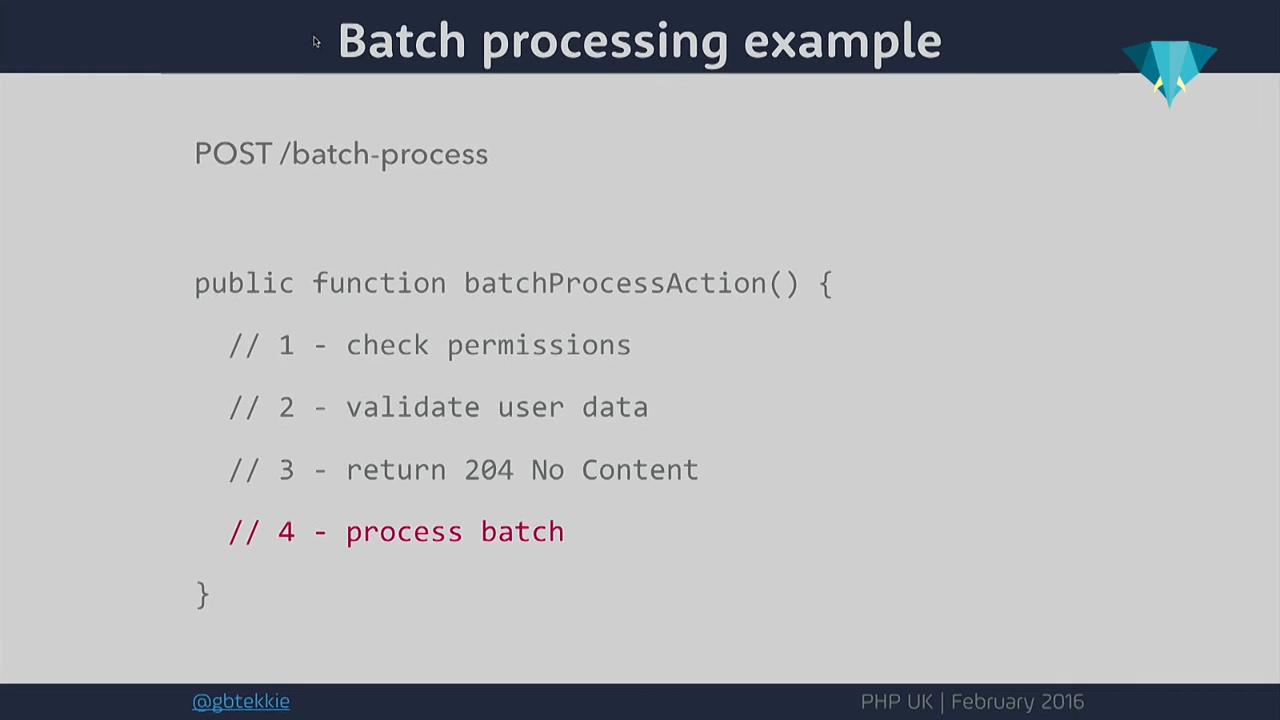 Batch processing example
POST /batch-process
public function batchProcessAction() {
// 1 - check permissions
// 2 - validate user data
// 3 - return 204 No Content
// 4 - process batch
}
@gbtekkie
PHP UK | February 2016